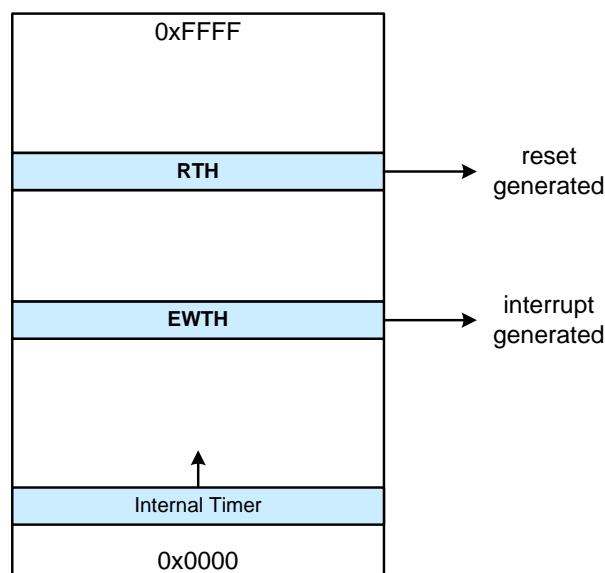 0xFFFF
RTH
reset
generated
EWTH
interrupt
generated
Internal Timer
0x0000